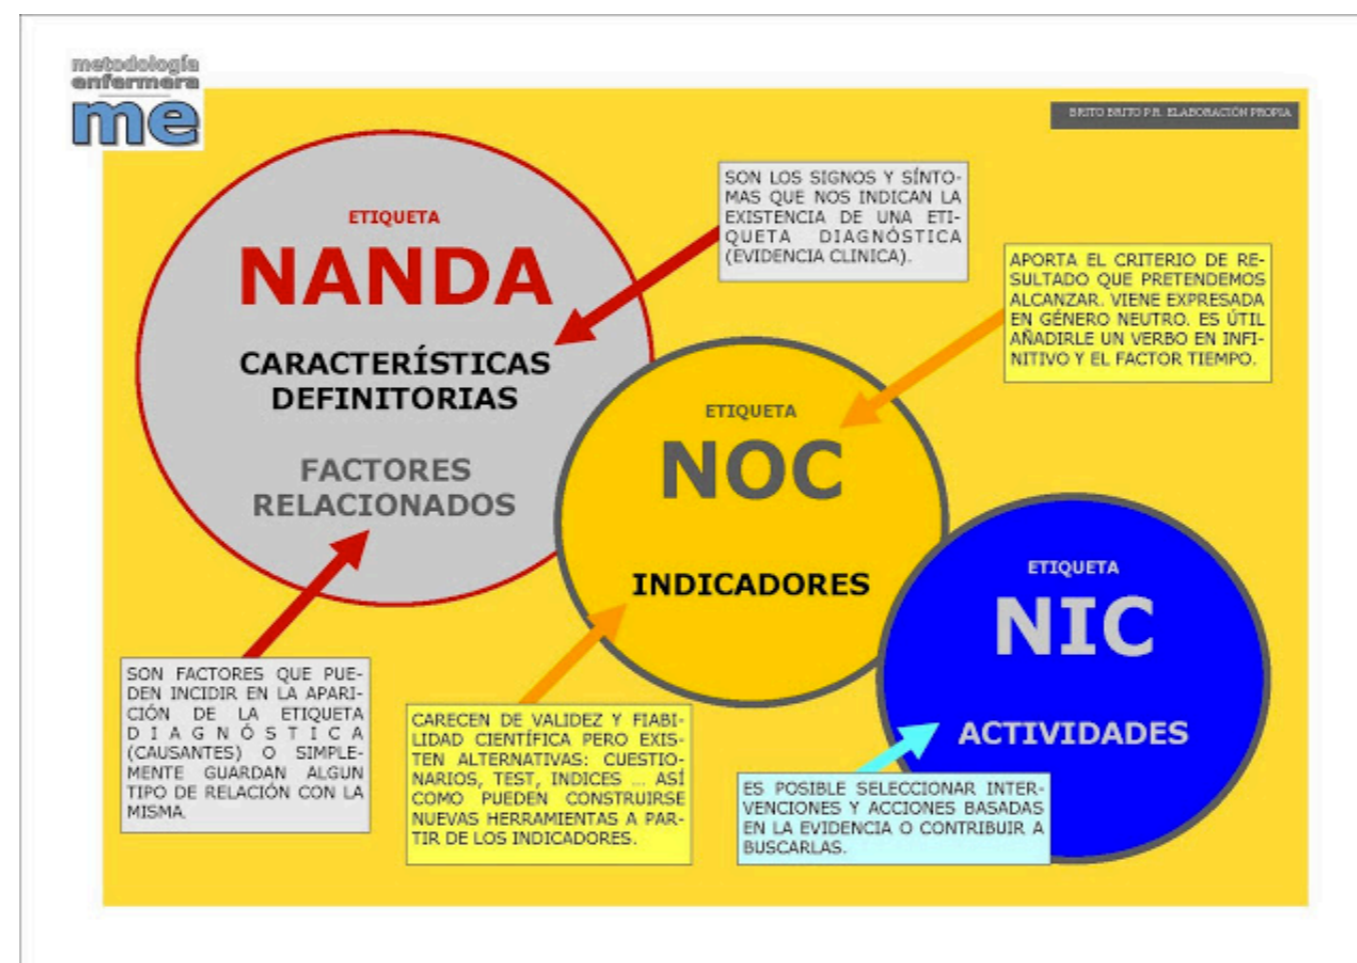 metodología
enfermera
me
BRITO BRITO P.R. ELABORACIÓN PROPIA
ETIQUETA
NANDA
CARACTERÍSTICAS
DEFINITORIAS
FACTORES
RELACIONADOS
SON LOS SIGNOS Y SÍNTO-
MAS QUE NOS INDICAN LA
EXISTENCIA DE UNA ETI-
QUETA DIAGNÓSTICA
(EVIDENCIA CLINICA).
APORTA EL CRITERIO DE RE-
SULTADO QUE PRETENDEMOS
ALCANZAR. VIENE EXPRESADA
EN GÉNERO NEUTRO. ES ÚTIL
AÑADIRLE UN VERBO EN INFI-
NITIVO Y EL FACTOR TIEMPO.
ETIQUETA
NOC
INDICADORES
ETIQUETA
NIC
ACTIVIDADES
SON FACTORES QUE PUE-
DEN INCIDIR EN LA APARI-
CIÓN DE LA ETIQUETA
DIAGNÓSTICA
(CAUSANTES) O SIMPLE-
MENTE GUARDAN ALGUN
TIPO DE RELACIÓN CON LA
MISMA.
CARECEN DE VALIDEZ Y FIABI-
LIDAD CIENTÍFICA PERO EXIS-
TEN ALTERNATIVAS: CUESTIO-
NARIOS, TEST, INDICES ... ASÍ
COMO PUEDEN CONSTRUIRSE
NUEVAS HERRAMIENTAS A PAR-
TIR DE LOS INDICADORES.
ES POSIBLE SELECCIONAR INTER-
VENCIONES Y ACCIONES BASADAS
EN LA EVIDENCIA O CONTRIBUIR A
BUSCARLAS.